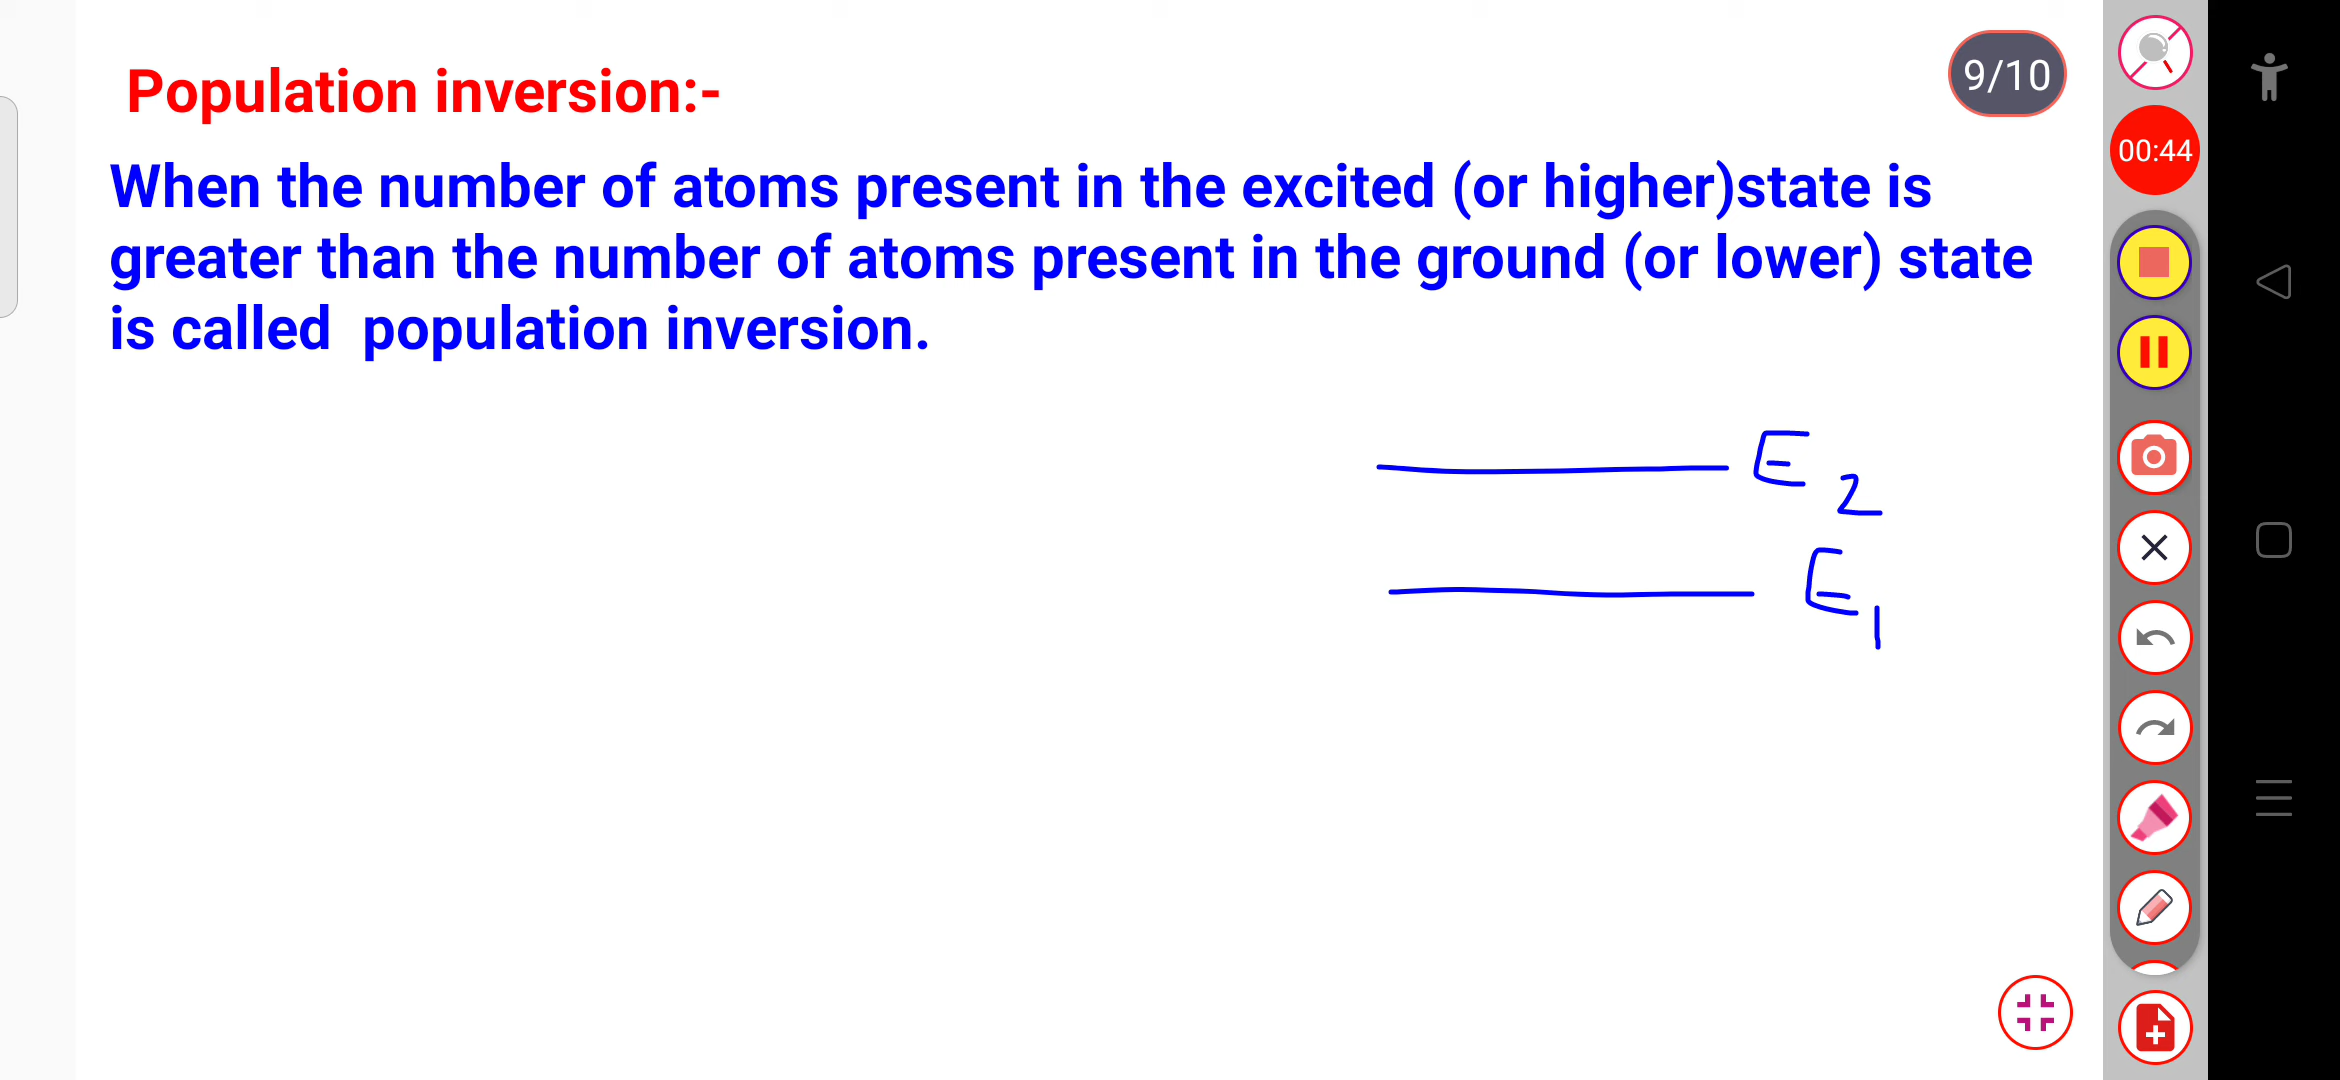 Population inversion:-
9/10
00:44
When the number of atoms present in the excited (or higher)state is
greater than the number of atoms present in the ground (or lower) state
is called  population inversion.
E2
E1